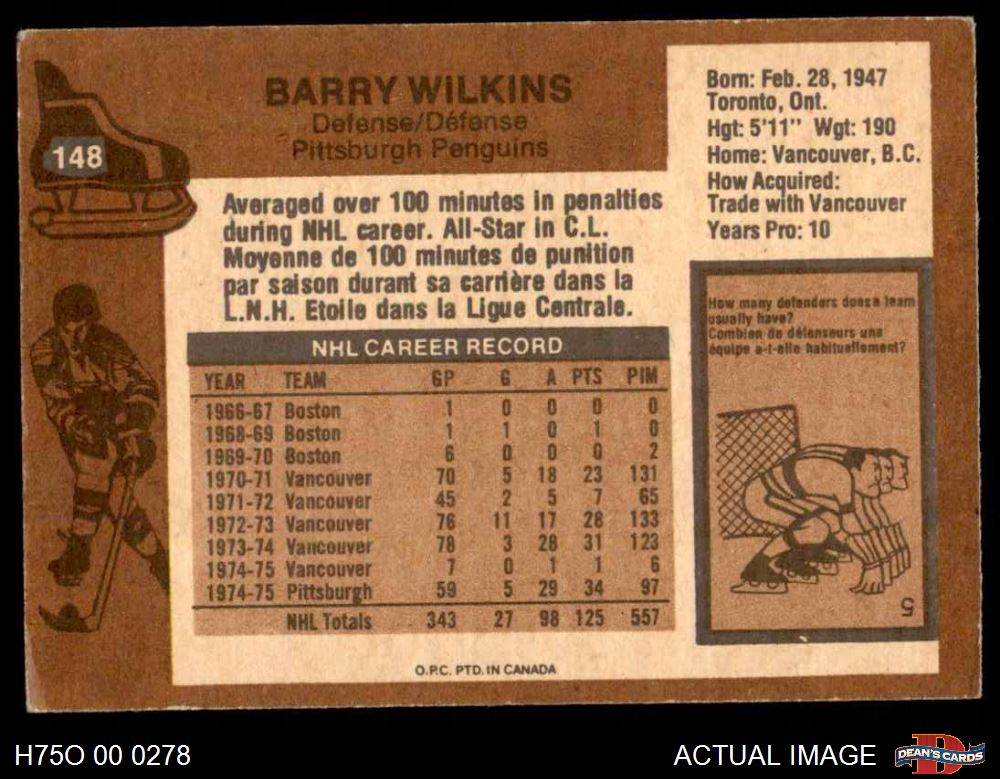 148
BARRY WILKINS
Defense/Défense
Pittsburgh Penguins
Averaged over 100 minutes in penalties
during NHL career. All-Star in C.L.
Moyenne de 100 minutes de punition
par saison durant sa carrière dans la
L.N.H. Etoile dans la Ligue Centrale.
NHL CAREER RECORD
YEAR TEAM GP G A PTS PIM
1966-67 Boston 1 0 0 0 0
1968-69 Boston 1 1 0 1 0
1969-70 Boston 6 0 0 0 2
1970-71 Vancouver 70 5 18 23 131
1971-72 Vancouver 45 2 5 7 65
1972-73 Vancouver 76 11 17 28 133
1973-74 Vancouver 78 3 28 31 123
1974-75 Vancouver 7 0 1 1 6
1974-75 Pittsburgh 59 5 29 34 97
NHL Totals 343 27 98 125 557
O.P.C. PTD. IN CANADA
Born: Feb. 28, 1947
Toronto, Ont.
Hgt: 5'11" Wgt: 190
Home: Vancouver, B.C.
How Acquired:
Trade with Vancouver
Years Pro: 10
How many defenders does a team
usually have?
Combien de défenseurs une
équipe a-t-elle habituellement?
5
H75O 00 0278
ACTUAL IMAGE
DEAN'S CARDS